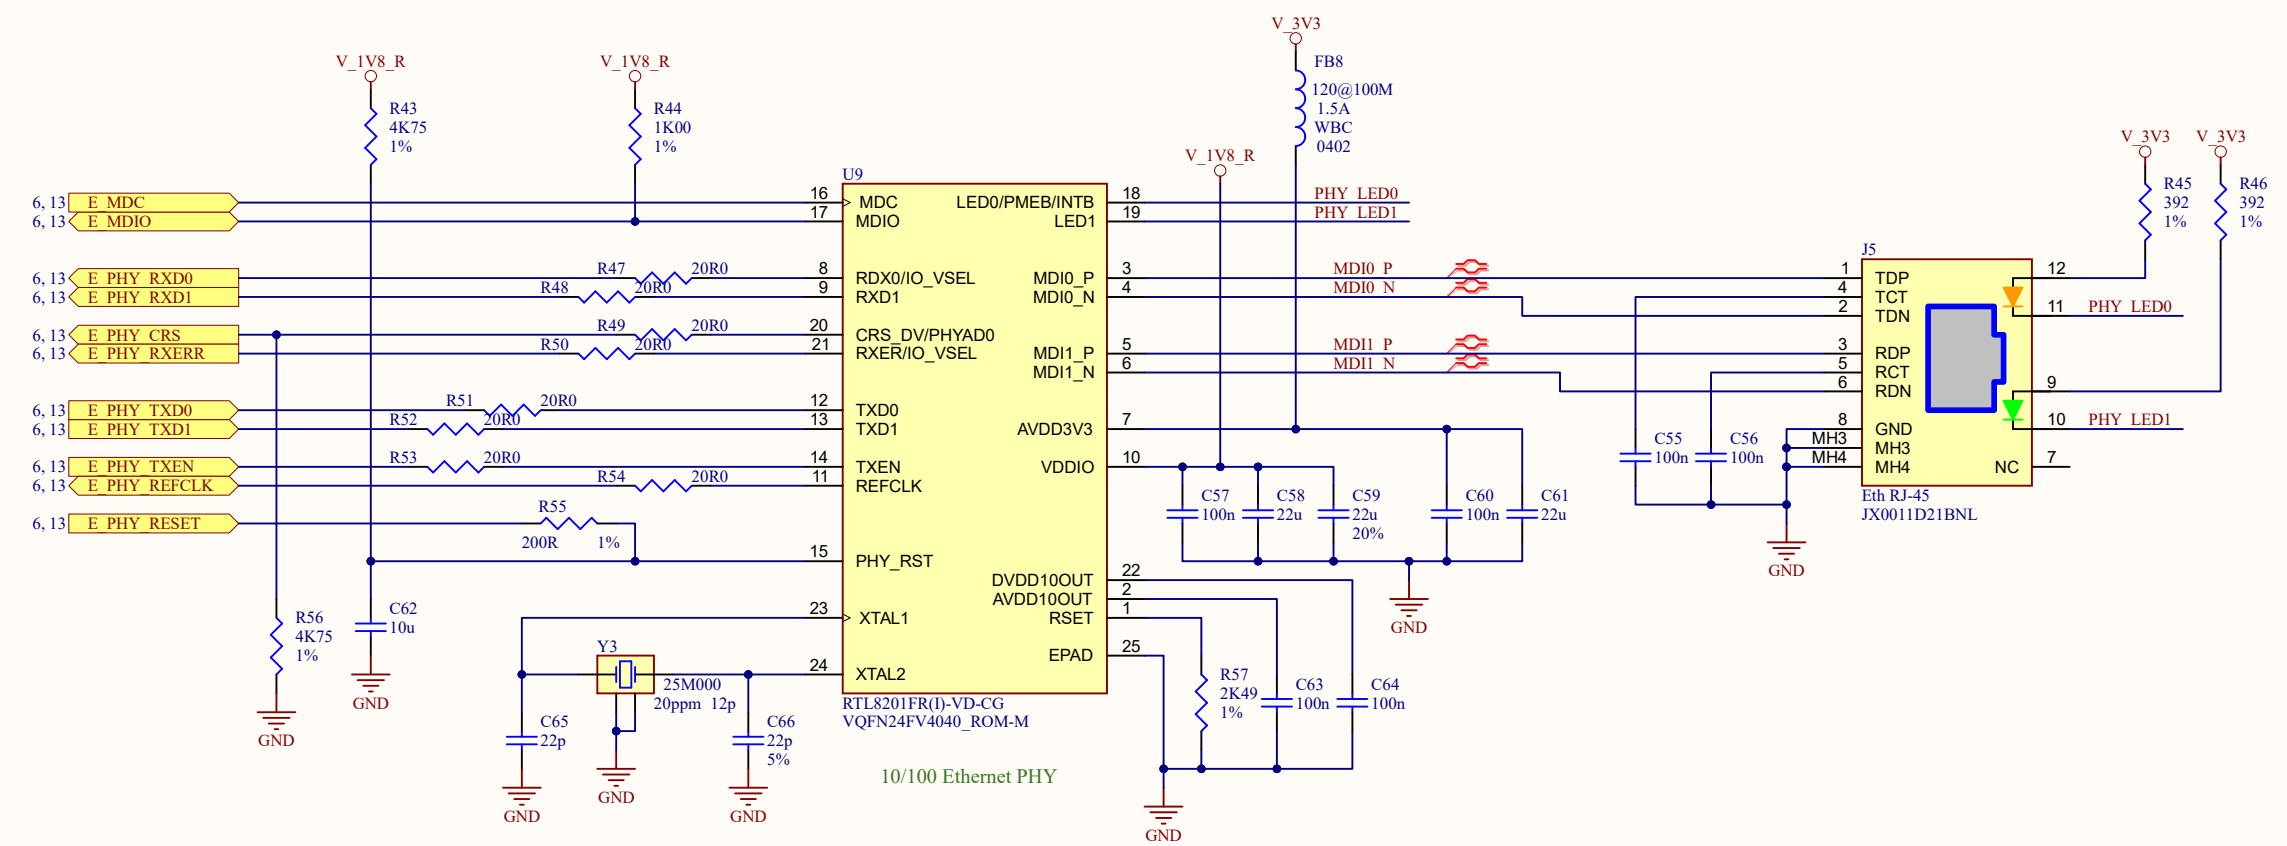 V_3V3
FB8
120@100M
1.5A
WBC
0402
V_1V8_R
R43
4K75
1%
V_1V8_R
R44
1K00
1%
V_1V8_R
V_3V3
R45
392
1%
V_3V3
R46
392
1%
6, 13 E_MDC
6, 13 E_MDIO
6, 13 E_PHY_RXD0
6, 13 E_PHY_RXD1
6, 13 E_PHY_CRS
6, 13 E_PHY_RXERR
6, 13 E_PHY_TXD0
6, 13 E_PHY_TXD1
6, 13 E_PHY_TXEN
6, 13 E_PHY_REFCLK
6, 13 E_PHY_RESET
R47 20R0
R48 20R0
R49 20R0
R50 20R0
R51 20R0
R52 20R0
R53 20R0
R54 20R0
R55
200R 1%
U9
16 MDC
17 MDIO
8 RDX0/IO_VSEL
9 RXD1
20 CRS_DV/PHYAD0
21 RXER/IO_VSEL
12 TXD0
13 TXD1
14 TXEN
11 REFCLK
15 PHY_RST
23 XTAL1
24 XTAL2
LED0/PMEB/INTB 18 PHY_LED0
LED1 19 PHY_LED1
MDI0_P 3 MDI0_P
MDI0_N 4 MDI0_N
MDI1_P 5 MDI1_P
MDI1_N 6 MDI1_N
AVDD3V3 7
VDDIO 10
DVDD10OUT 22
AVDD10OUT 2
RSET 1
EPAD 25
RTL8201FR(I)-VD-CG
VQFN24FV4040_ROM-M
10/100 Ethernet PHY
R56
4K75
1%
GND
C62
10u
GND
Y3
25M000
20ppm 12p
GND
C65
22p
GND
C66
22p
5%
GND
C57
100n
C58
22u
C59
22u
20%
C60
100n
C61
22u
GND
R57
2K49
1%
C63
100n
C64
100n
GND
C55
100n
C56
100n
GND
J5
1 TDP
4 TCT
2 TDN
3 RDP
5 RCT
6 RDN
8 GND
MH3 MH3
MH4 MH4
12
11 PHY_LED0
9
10 PHY_LED1
NC 7
Eth RJ-45
JX0011D21BNL